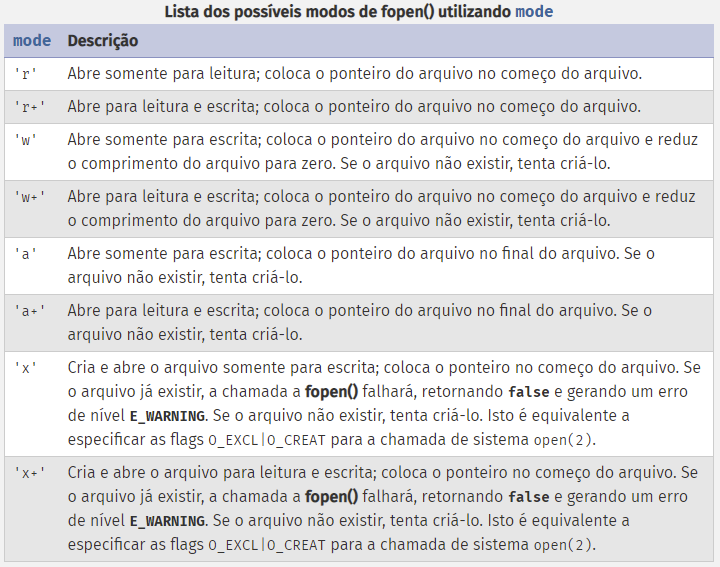 Lista dos possíveis modos de fopen() utilizando mode
mode Descrição
'r' Abre somente para leitura; coloca o ponteiro do arquivo no começo do arquivo.
'r+' Abre para leitura e escrita; coloca o ponteiro do arquivo no começo do arquivo.
'w' Abre somente para escrita; coloca o ponteiro do arquivo no começo do arquivo e reduz
o comprimento do arquivo para zero. Se o arquivo não existir, tenta criá-lo.
'w+' Abre para leitura e escrita; coloca o ponteiro do arquivo no começo do arquivo e reduz
o comprimento do arquivo para zero. Se o arquivo não existir, tenta criá-lo.
'a' Abre somente para escrita; coloca o ponteiro do arquivo no final do arquivo. Se o
arquivo não existir, tenta criá-lo.
'a+' Abre para leitura e escrita; coloca o ponteiro do arquivo no final do arquivo. Se o
arquivo não existir, tenta criá-lo.
'x' Cria e abre o arquivo somente para escrita; coloca o ponteiro no começo do arquivo. Se
o arquivo já existir, a chamada a fopen() falhará, retornando false e gerando um erro
de nível E_WARNING. Se o arquivo não existir, tenta criá-lo. Isto é equivalente a
especificar as flags O_EXCL|O_CREAT para a chamada de sistema open(2).
'x+' Cria e abre o arquivo para leitura e escrita; coloca o ponteiro no começo do arquivo. Se
o arquivo já existir, a chamada a fopen() falhará, retornando false e gerando um erro
de nível E_WARNING. Se o arquivo não existir, tenta criá-lo. Isto é equivalente a
especificar as flags O_EXCL|O_CREAT para a chamada de sistema open(2).